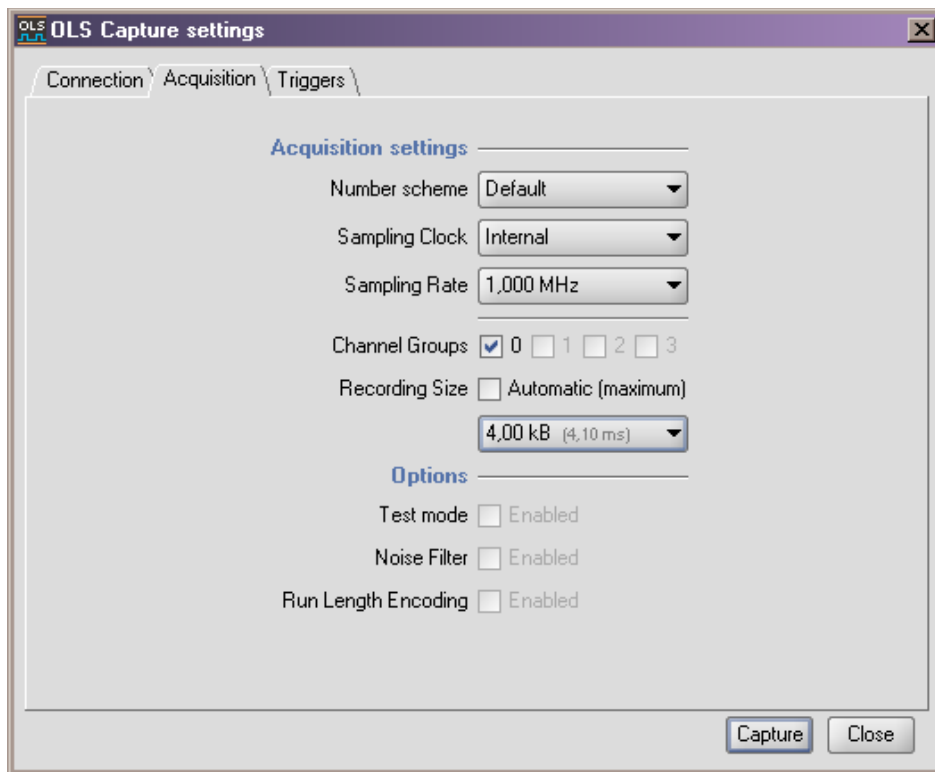 OLS OLS Capture settings
Connection Acquisition Triggers
Acquisition settings
Number scheme Default
Sampling Clock Internal
Sampling Rate 1,000 MHz
Channel Groups 0 1 2 3
Recording Size Automatic (maximum)
4,00 kB (4,10 ms)
Options
Test mode Enabled
Noise Filter Enabled
Run Length Encoding Enabled
Capture Close